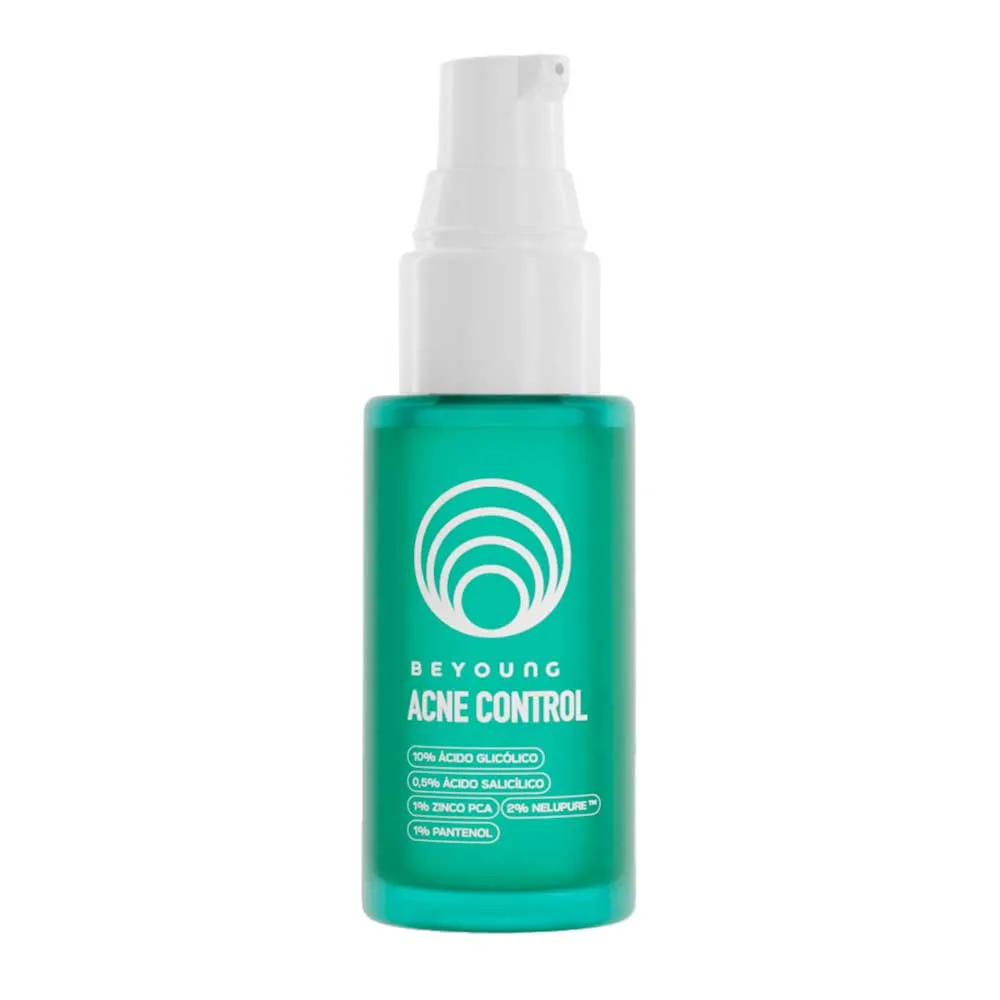 BEYOUNG
ACNE CONTROL
10% ÁCIDO GLICÓLICO
0,5% ÁCIDO SALICÍLICO
1% ZINCO PCA 2% NELUPURE™
1% PANTENOL